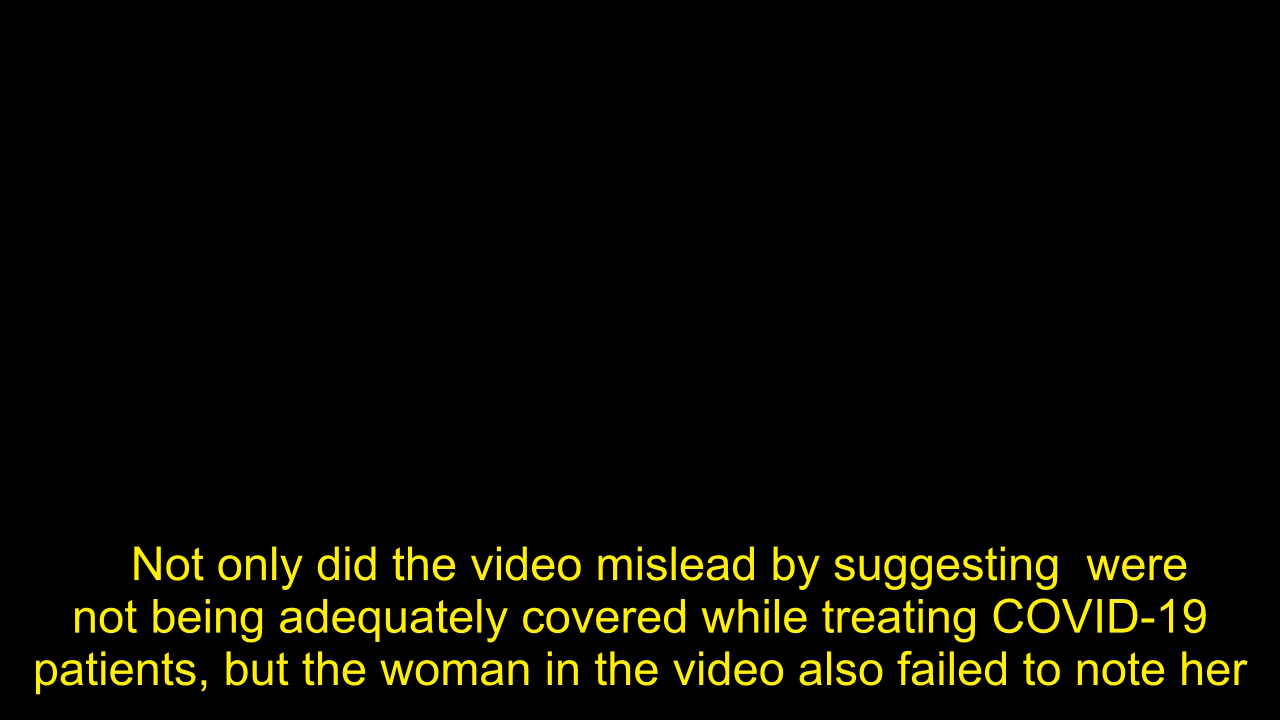 Not only did the video mislead by suggesting  were
not being adequately covered while treating COVID-19
patients, but the woman in the video also failed to note her